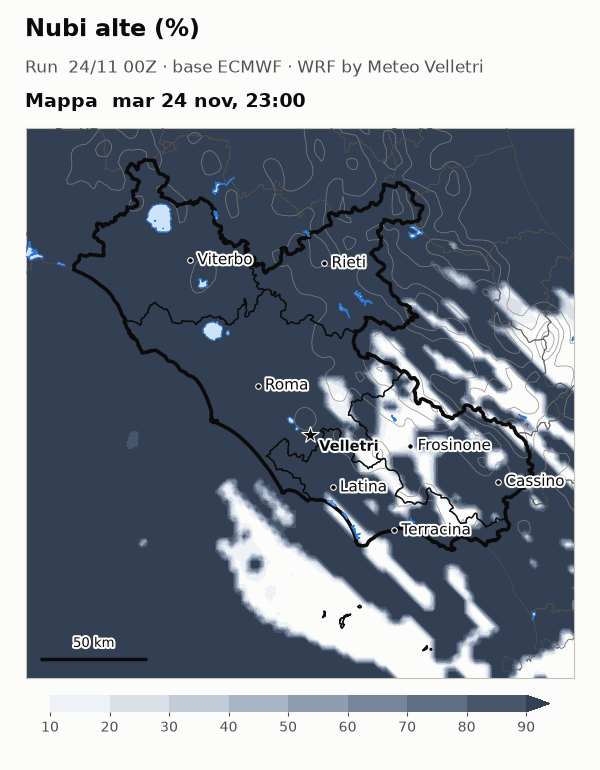 Nubi alte (%)
Run  24/11 00Z · base ECMWF · WRF by Meteo Velletri
Mappa  mar 24 nov, 23:00
Viterbo
Rieti
Roma
Velletri
Frosinone
Cassino
Latina
Terracina
50 km
10 20 30 40 50 60 70 80 90